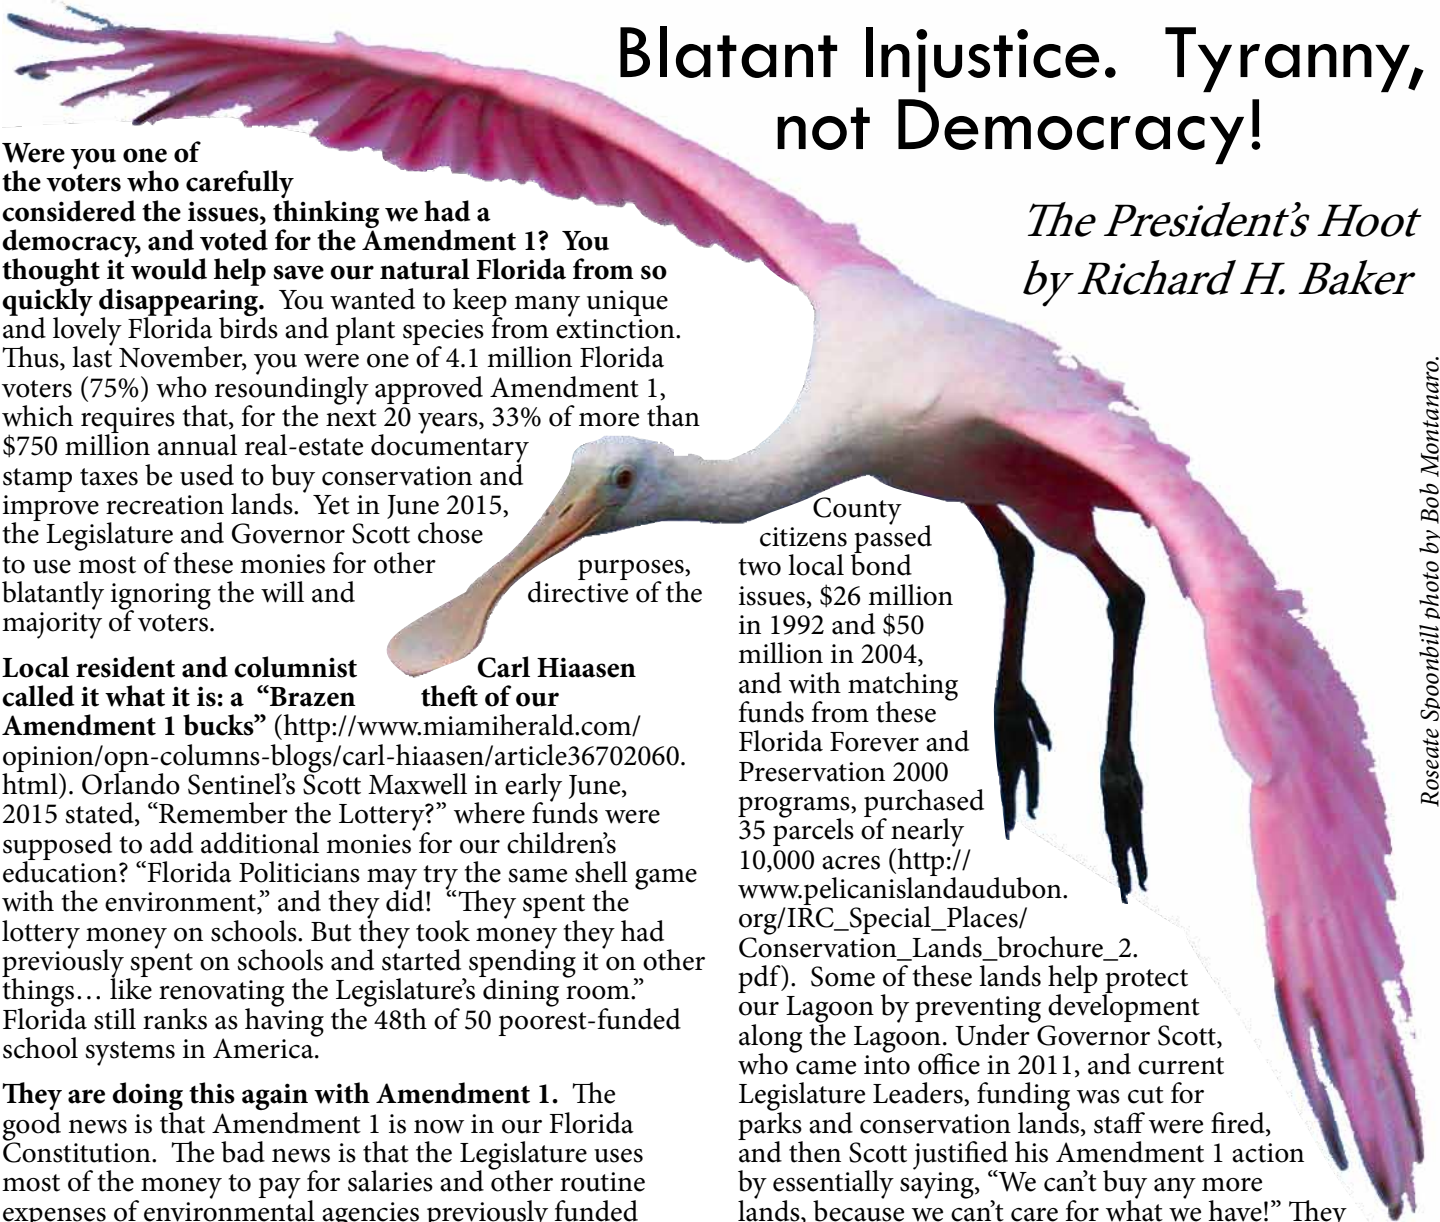 Blatant Injustice.  Tyranny,
not Democracy!
The President's Hoot
by Richard H. Baker
Were you one of
the voters who carefully
considered the issues, thinking we had a
democracy, and voted for the Amendment 1?  You
thought it would help save our natural Florida from so
quickly disappearing.  You wanted to keep many unique
and lovely Florida birds and plant species from extinction.
Thus, last November, you were one of 4.1 million Florida
voters (75%) who resoundingly approved Amendment 1,
which requires that, for the next 20 years, 33% of more than
$750 million annual real-estate documentary
stamp taxes be used to buy conservation and
improve recreation lands.  Yet in June 2015,
the Legislature and Governor Scott chose
to use most of these monies for other purposes,
blatantly ignoring the will and directive of the
majority of voters.
Local resident and columnist Carl Hiaasen
called it what it is: a  “Brazen theft of our
Amendment 1 bucks” (http://www.miamiherald.com/
opinion/opn-columns-blogs/carl-hiaasen/article36702060.
html). Orlando Sentinel’s Scott Maxwell in early June,
2015 stated, “Remember the Lottery?” where funds were
supposed to add additional monies for our children’s
education? “Florida Politicians may try the same shell game
with the environment,” and they did!  “They spent the
lottery money on schools. But they took money they had
previously spent on schools and started spending it on other
things… like renovating the Legislature’s dining room.”
Florida still ranks as having the 48th of 50 poorest-funded
school systems in America.
They are doing this again with Amendment 1.  The
good news is that Amendment 1 is now in our Florida
Constitution.  The bad news is that the Legislature uses
most of the money to pay for salaries and other routine
expenses of environmental agencies previously funded
County
citizens passed
two local bond
issues, $26 million
in 1992 and $50
million in 2004,
and with matching
funds from these
Florida Forever and
Preservation 2000
programs, purchased
35 parcels of nearly
10,000 acres (http://
www.pelicanislandaudubon.
org/IRC_Special_Places/
Conservation_Lands_brochure_2.
pdf).  Some of these lands help protect
our Lagoon by preventing development
along the Lagoon. Under Governor Scott,
who came into office in 2011, and current
Legislature Leaders, funding was cut for
parks and conservation lands, staff were fired,
and then Scott justified his Amendment 1 action
by essentially saying, “We can’t buy any more
lands, because we can’t care for what we have!” They
Roseate Spoonbill photo by Bob Montanaro.